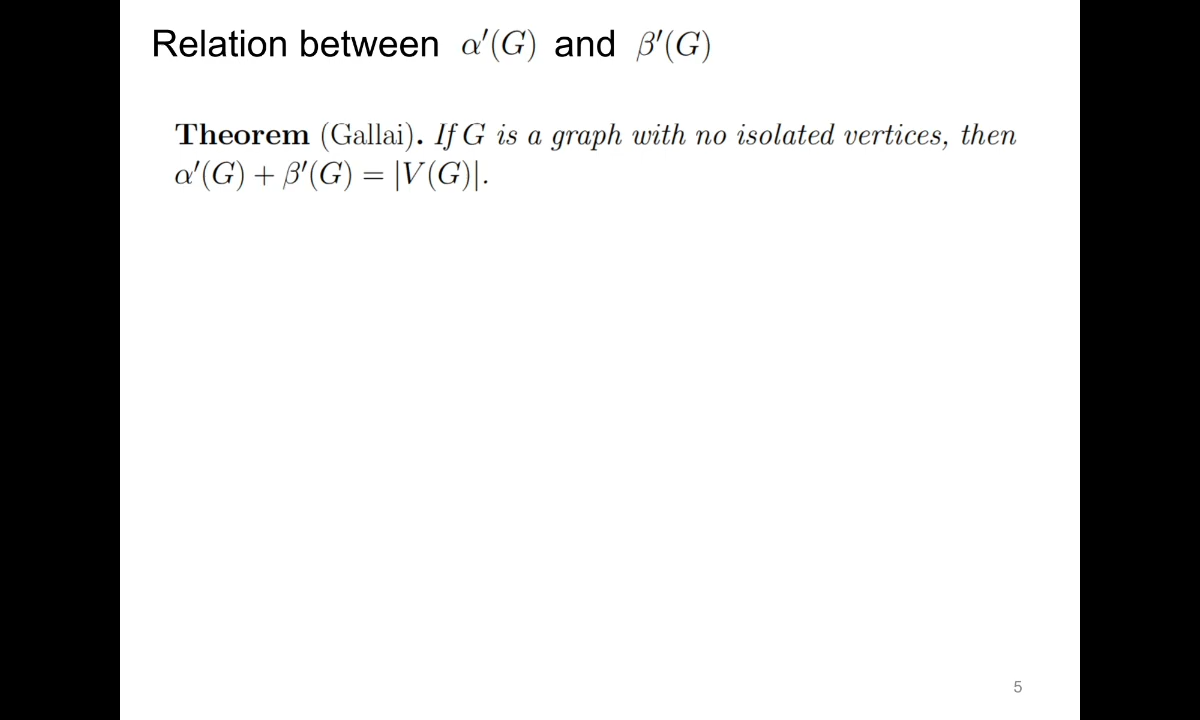 Relation between α′(G) and β′(G)
Theorem (Gallai). If G is a graph with no isolated vertices, then
α′(G) + β′(G) = |V(G)|.
5